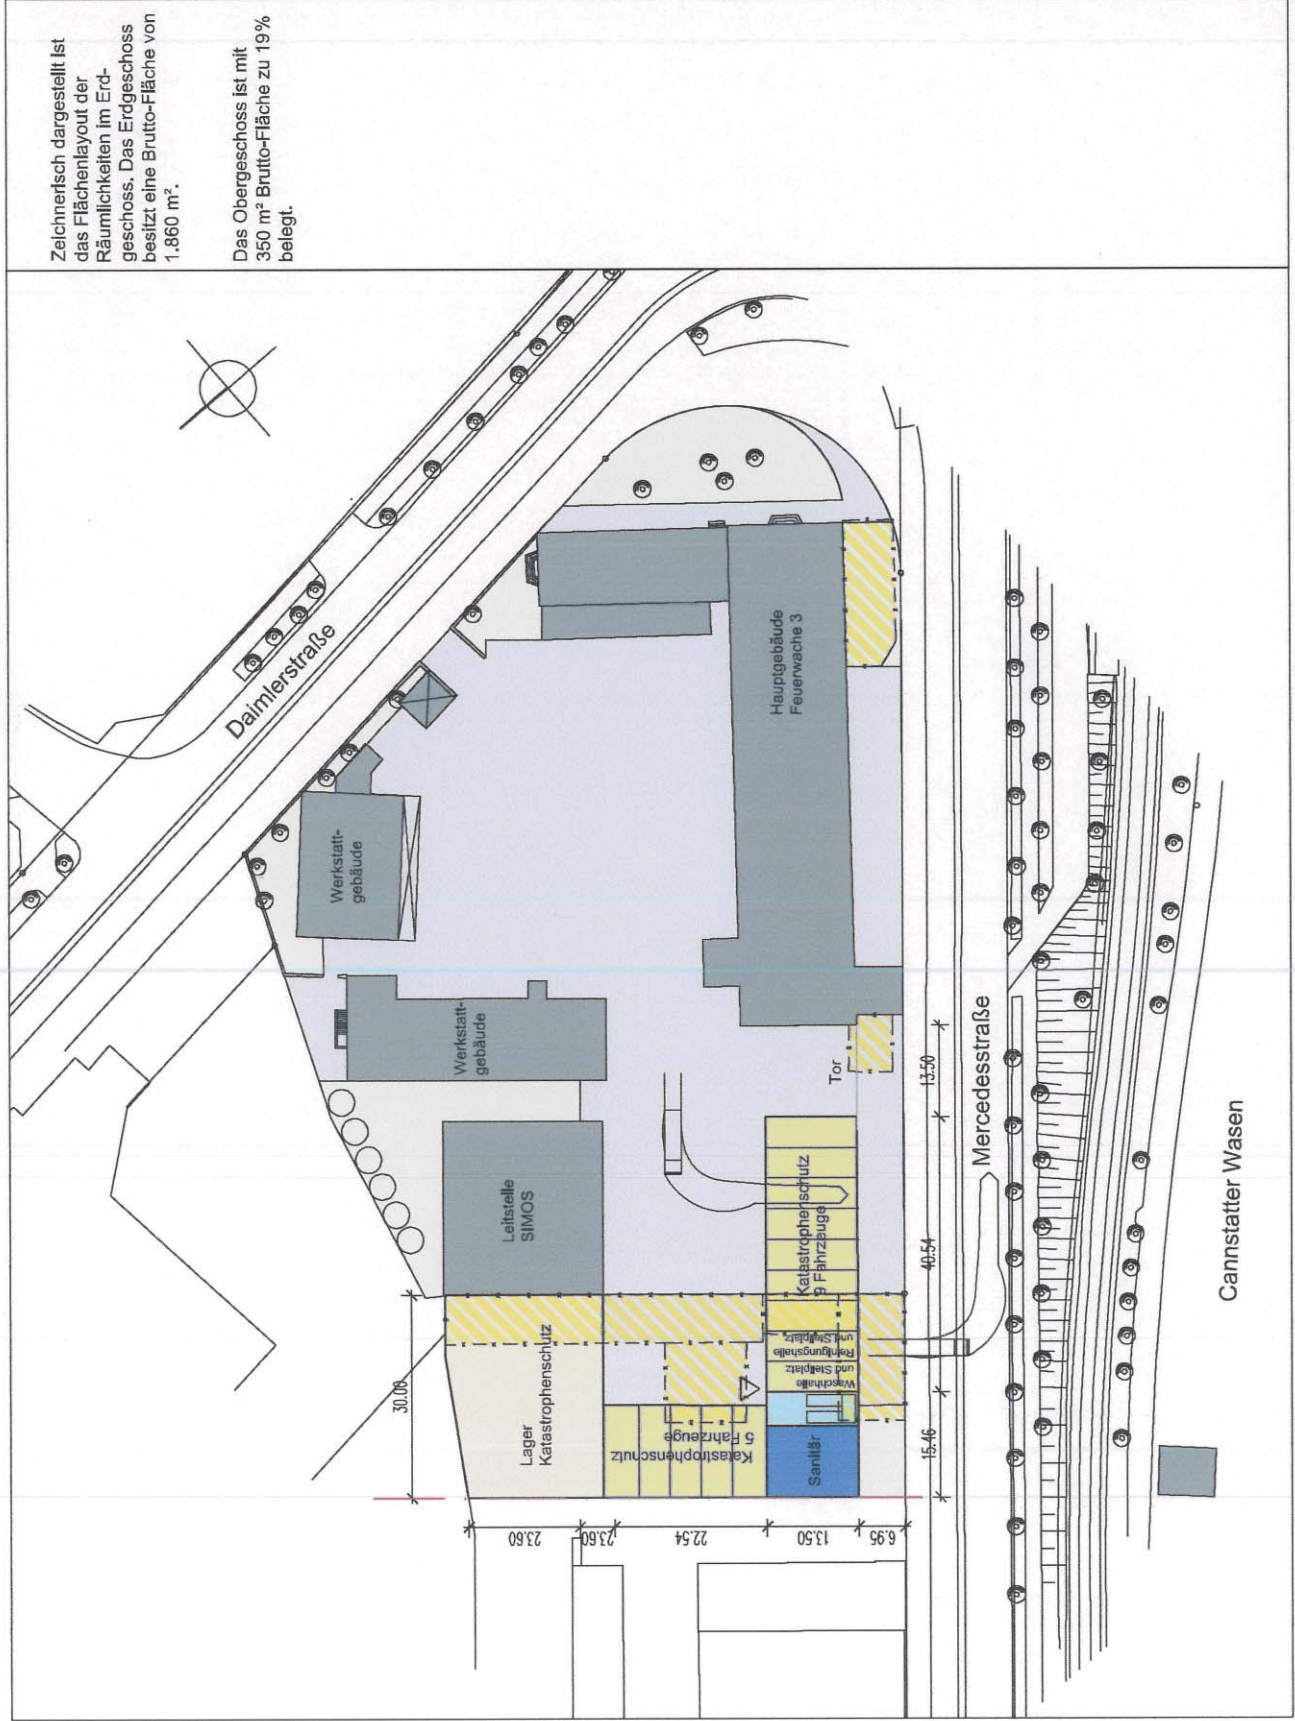 Zeichnerisch dargestellt ist
das Flächenlayout der
Räumlichkeiten im Erd-
geschoss. Das Erdgeschoss
besitzt eine Brutto-Fläche von
1.860 m².
Das Obergeschoss ist mit
350 m² Brutto-Fläche zu 19%
belegt.
Daimlerstraße
Werkstatt-
gebäude
Werkstatt-
gebäude
Hauptgebäude
Feuerwache 3
Leitstelle
SIMOS
Tor
Katastrophenschutz
9 Fahrzeuge
Lager
Katastrophenschutz
Katastrophenschutz
5 Fahrzeuge
Waschhalle
und Stellplatz
Reinigungshalle
und Stellplatz
Sanitär
30.00
13.50
40.54
15.46
23.60
23.60
22.54
13.50
6.95
Mercedesstraße
Cannstatter Wasen